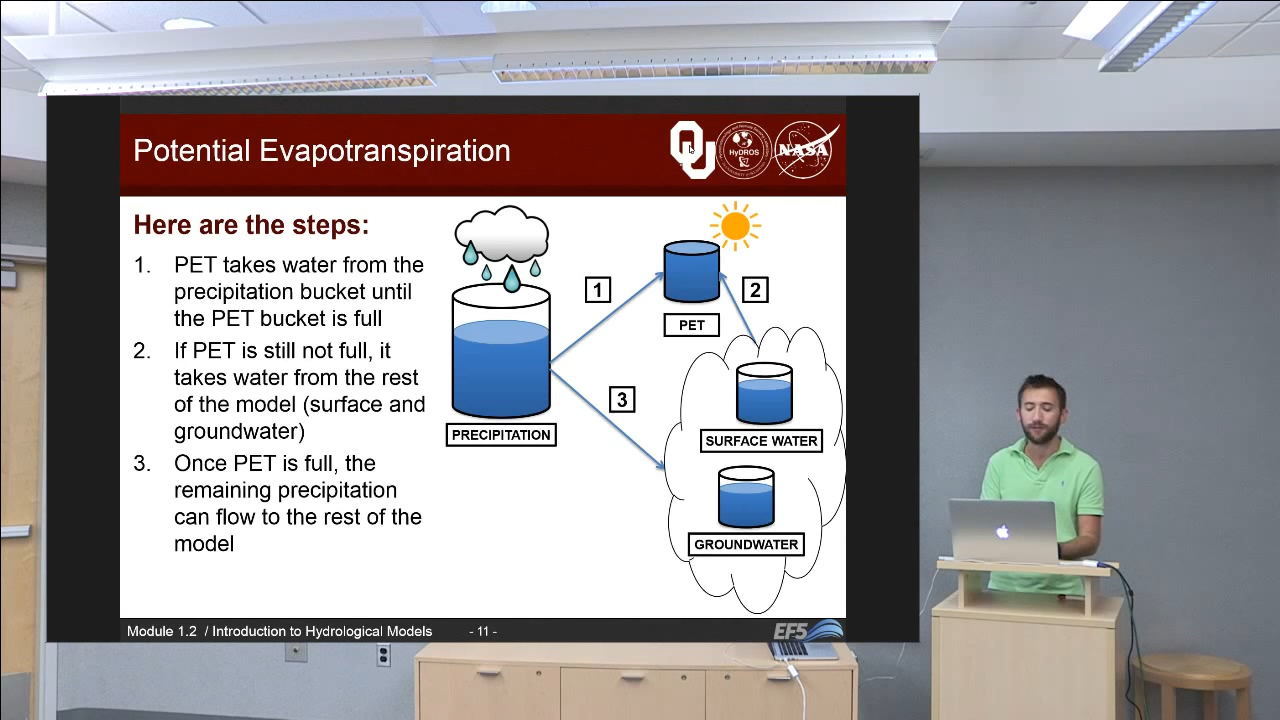 Potential Evapotranspiration
HyDROS
NASA
Here are the steps:
1. PET takes water from the
precipitation bucket until
the PET bucket is full
2. If PET is still not full, it
takes water from the rest
of the model (surface and
groundwater)
3. Once PET is full, the
remaining precipitation
can flow to the rest of the
model
1
2
PET
3
PRECIPITATION
SURFACE WATER
GROUNDWATER
Module 1.2 / Introduction to Hydrological Models - 11 -
EF5